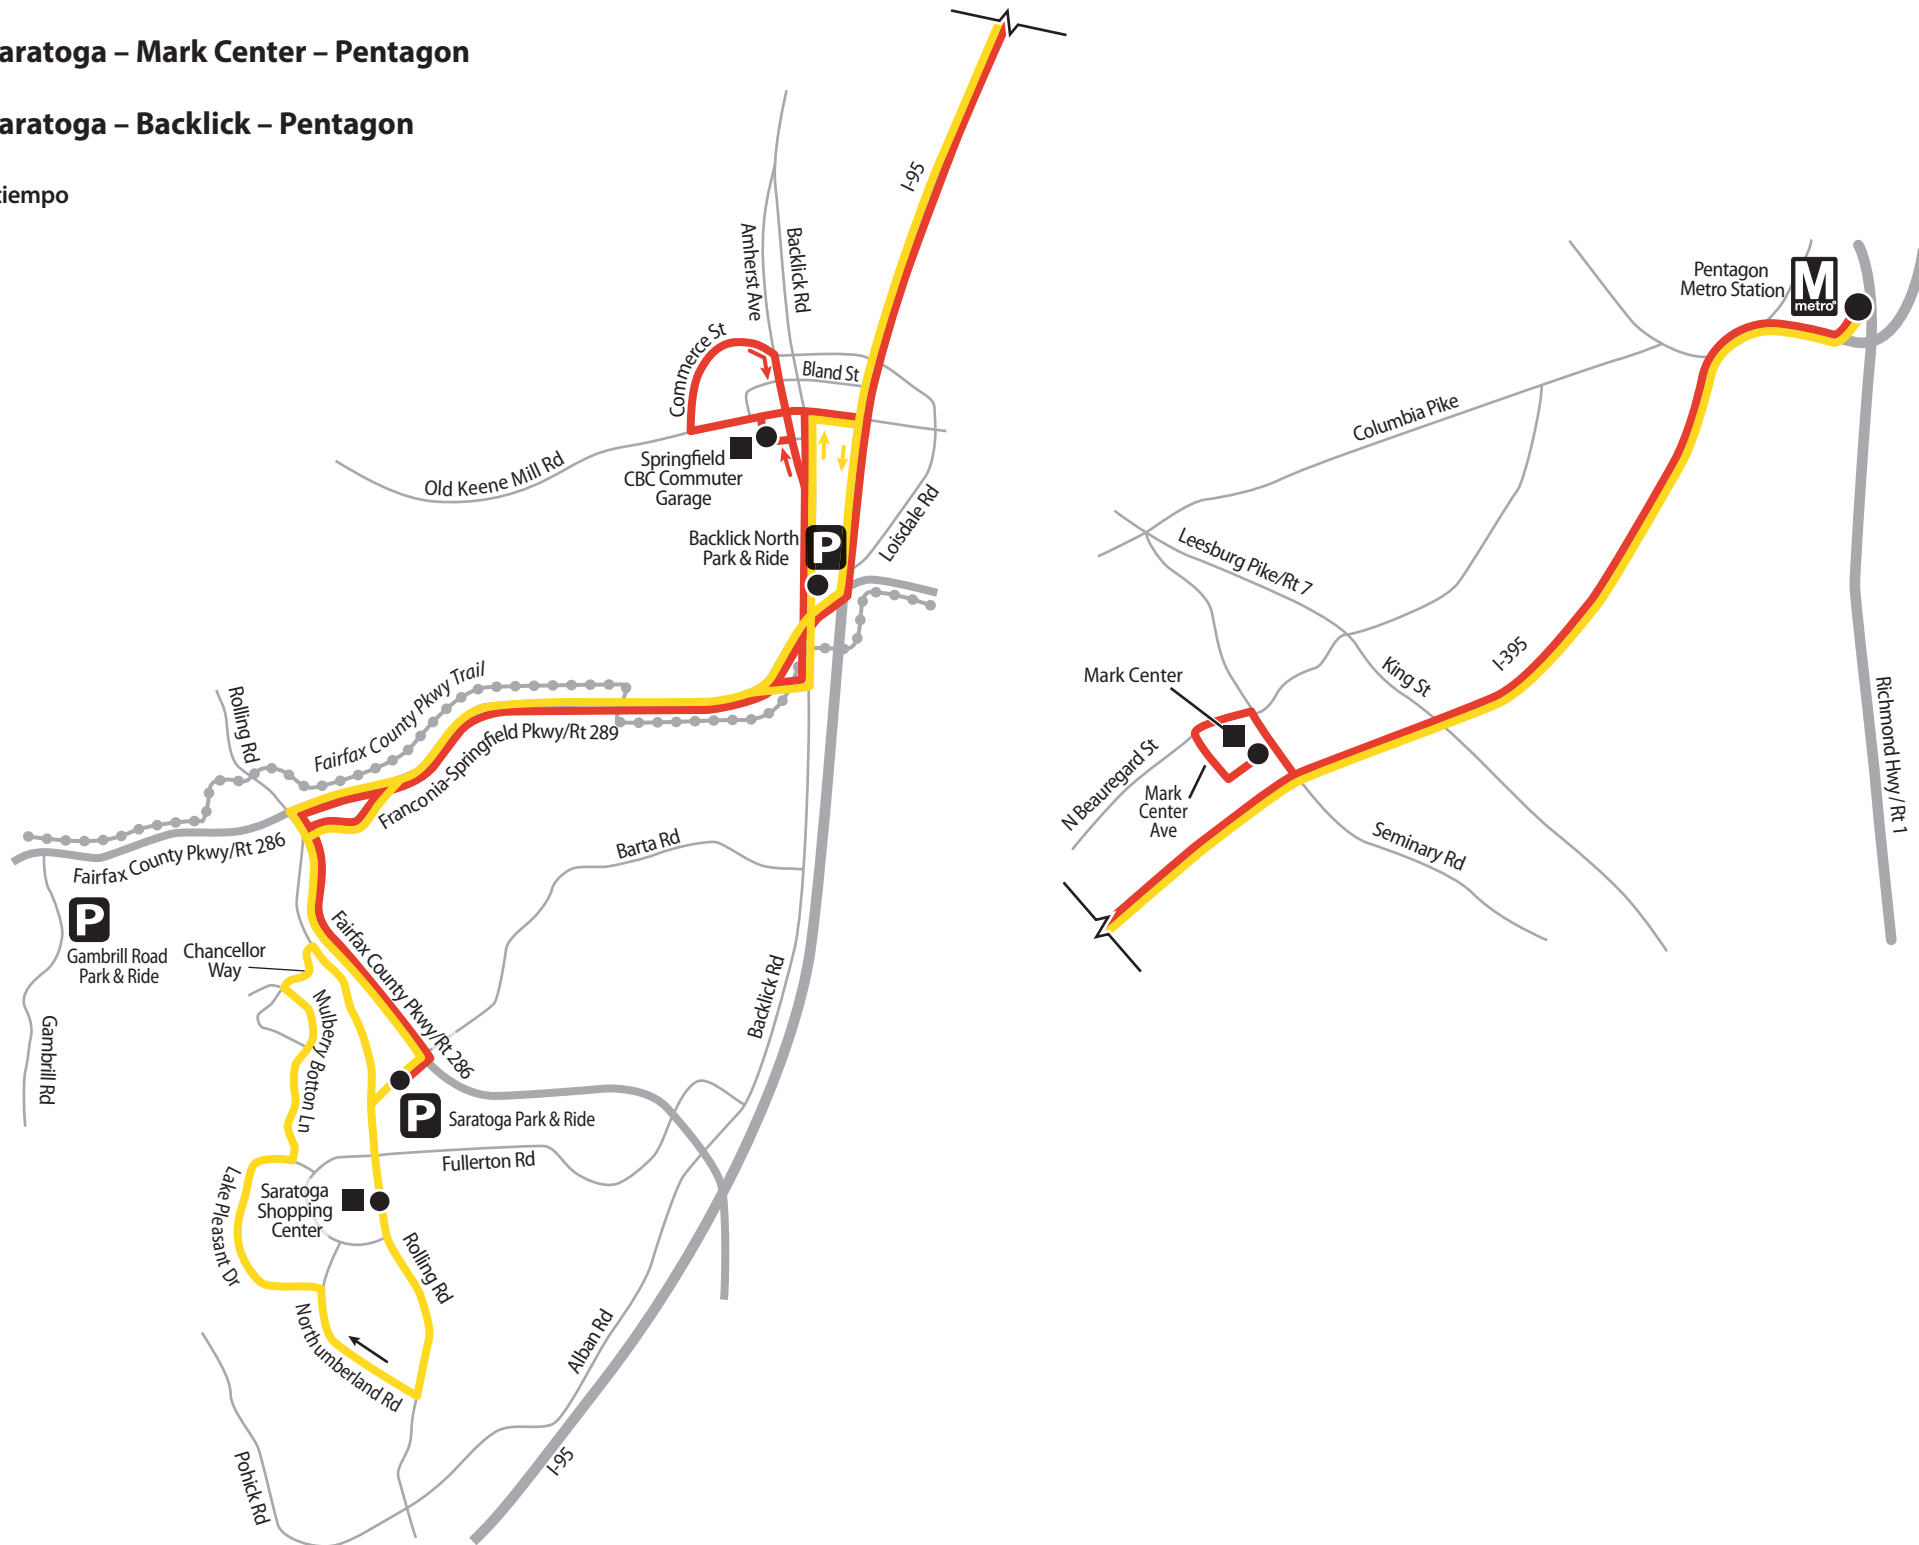 aratoga – Mark Center – Pentagon
aratoga – Backlick – Pentagon
tiempo
I-95
Amherst Ave
Backlick Rd
Commerce St
Bland St
Old Keene Mill Rd
Springfield
CBC Commuter
Garage
Backlick North
Park & Ride
P
Loisdale Rd
Rolling Rd
Fairfax County Pkwy Trail
Franconia-Springfield Pkwy/Rt 289
Fairfax County Pkwy/Rt 286
P
Gambrill Road
Park & Ride
Gambrill Rd
Chancellor
Way
Mulberry Botton Ln
Fairfax County Pkwy/Rt 286
Barta Rd
Backlick Rd
P
Saratoga Park & Ride
Fullerton Rd
Lake Pleasant Dr
Saratoga
Shopping
Center
Rolling Rd
Northumberland Rd
Alban Rd
Pohick Rd
I-95
Pentagon
Metro Station
M
metro
Columbia Pike
Leesburg Pike/Rt 7
King St
I-395
Mark Center
N Beauregard St
Mark
Center
Ave
Seminary Rd
Richmond Hwy/ Rt 1